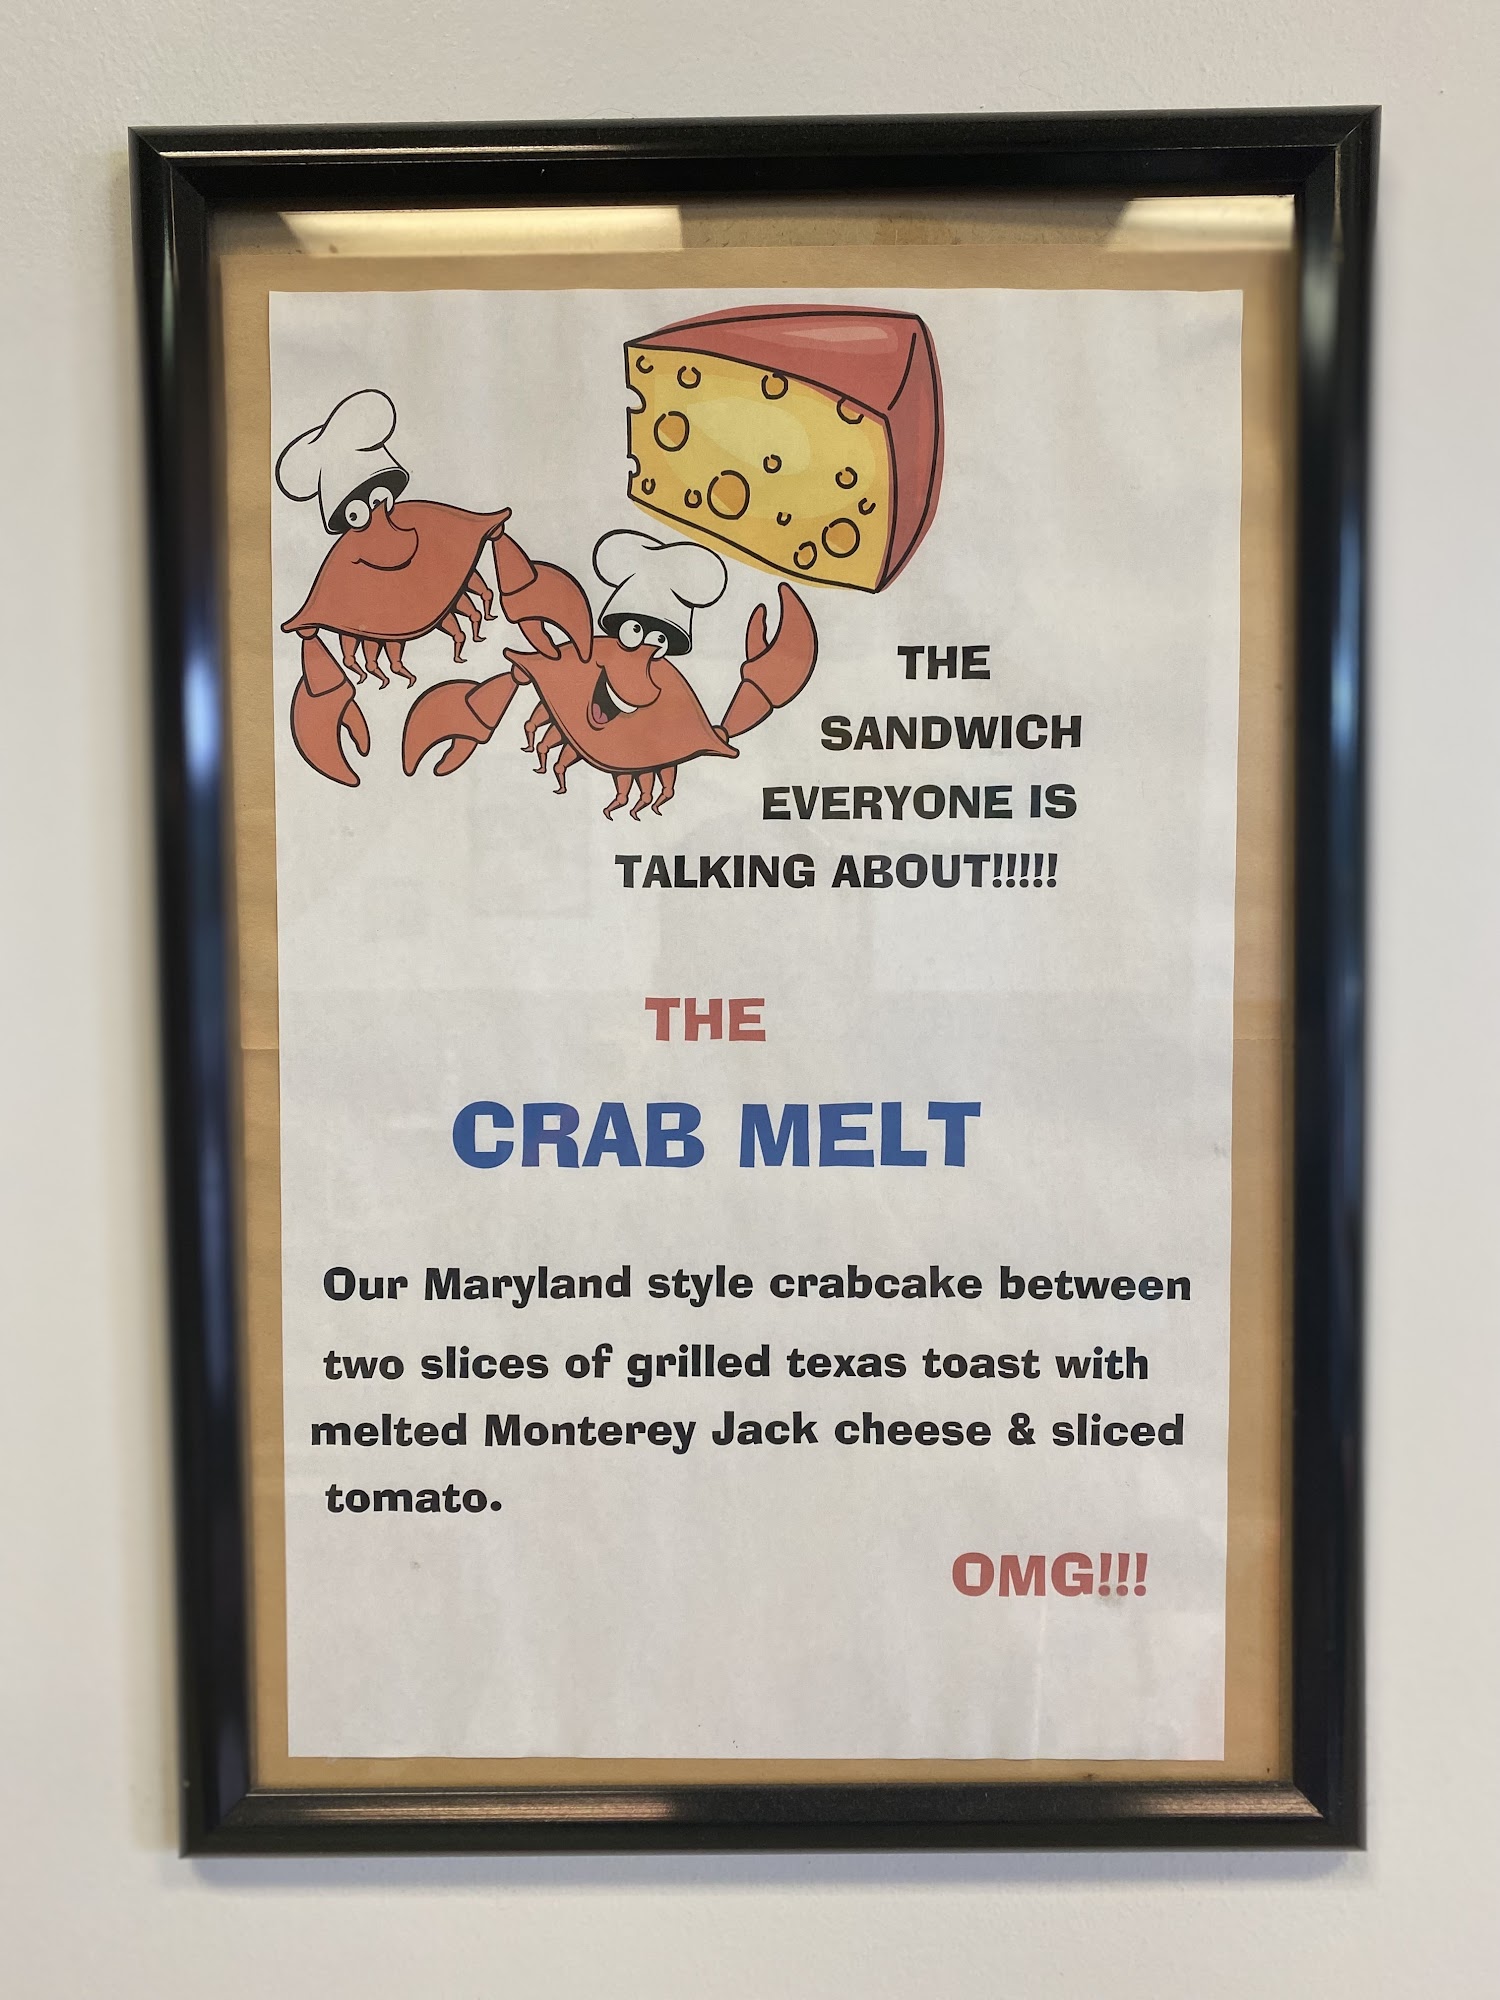 THE
SANDWICH
EVERYONE IS
TALKING ABOUT!!!!!
THE
CRAB MELT
Our Maryland style crabcake between
two slices of grilled texas toast with
melted Monterey Jack cheese & sliced
tomato.
OMG!!!